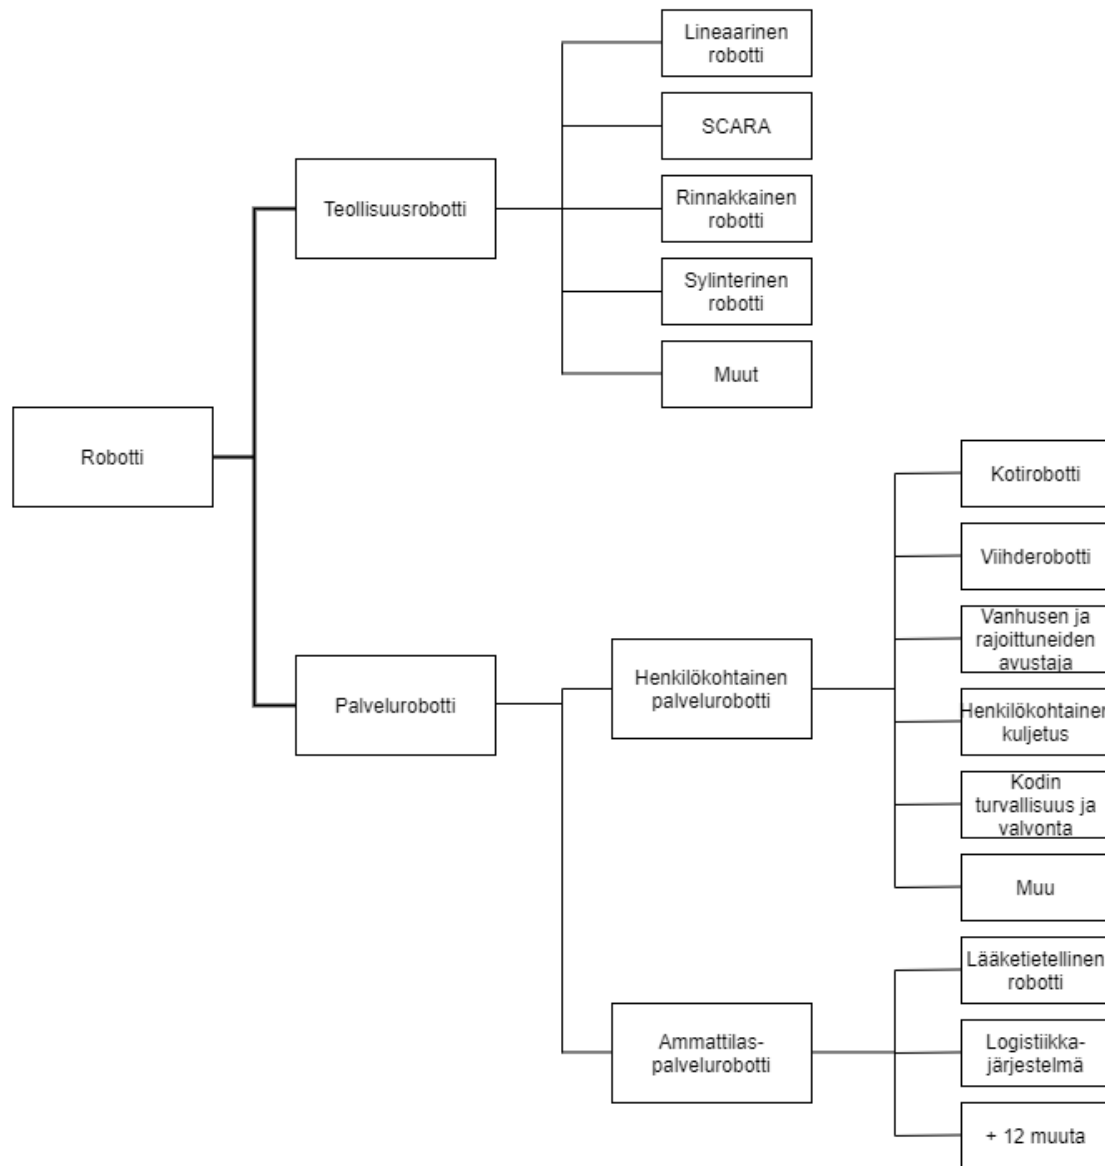 Robotti
Teollisuusrobotti
Lineaarinen
robotti
SCARA
Rinnakkainen
robotti
Sylinterinen
robotti
Muut
Palvelurobotti
Henkilökohtainen
palvelurobotti
Kotirobotti
Viihderobotti
Vanhusen ja
rajoittuneiden
avustaja
Henkilökohtainen
kuljetus
Kodin
turvallisuus ja
valvonta
Muu
Ammattilas-
palvelurobotti
Lääketietellinen
robotti
Logistiikka-
järjestelmä
+ 12 muuta